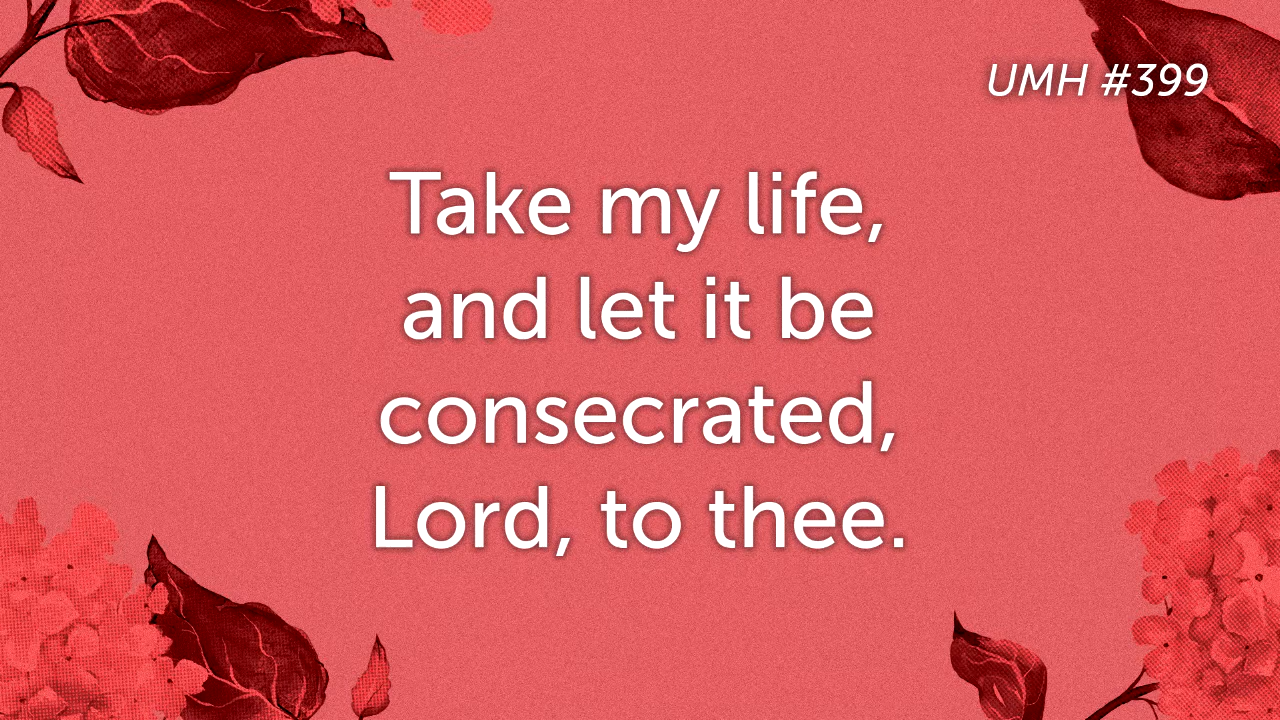 UMH #399
Take my life,
and let it be
consecrated,
Lord, to thee.